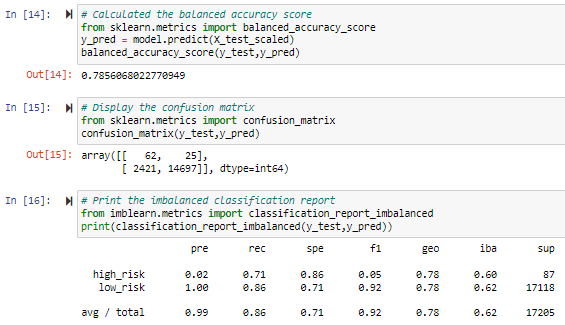 In [14]: # Calculated the balanced accuracy score
from sklearn.metrics import balanced_accuracy_score
y_pred = model.predict(X_test_scaled)
balanced_accuracy_score(y_test,y_pred)
Out[14]: 0.7856068022770949
In [15]: # Display the confusion matrix
from sklearn.metrics import confusion_matrix
confusion_matrix(y_test,y_pred)
Out[15]: array([[   62,    25],
       [ 2421, 14697]], dtype=int64)
In [16]: # Print the imbalanced classification report
from imblearn.metrics import classification_report_imbalanced
print(classification_report_imbalanced(y_test,y_pred))
pre rec spe f1 geo iba sup
high_risk 0.02 0.71 0.86 0.05 0.78 0.60 87
low_risk 1.00 0.86 0.71 0.92 0.78 0.62 17118
avg / total 0.99 0.86 0.71 0.92 0.78 0.62 17205